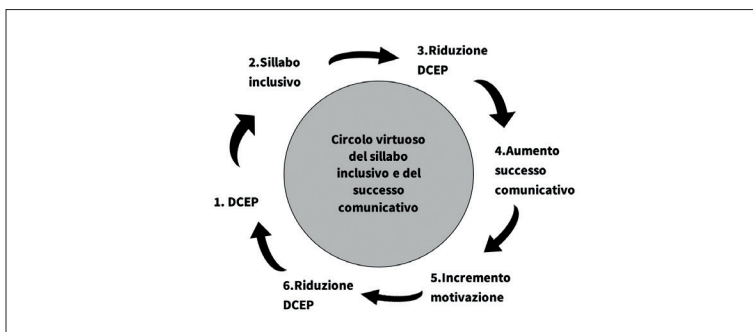 Circolo virtuoso
del sillabo
inclusivo e del
successo
comunicativo
1. DCEP
2.Sillabo
inclusivo
3.Riduzione
DCEP
4.Aumento
successo
comunicativo
5.Incremento
motivazione
6.Riduzione
DCEP